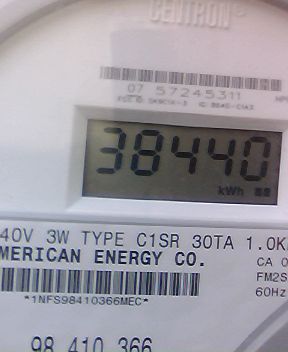 CENTRON®
07 57245311
38440
kWh
40V 3W TYPE C1SR 30TA 1.0K
MERICAN ENERGY CO.
CA 0
FM2S
60Hz
*1NFS98410366MEC*
98 410 366